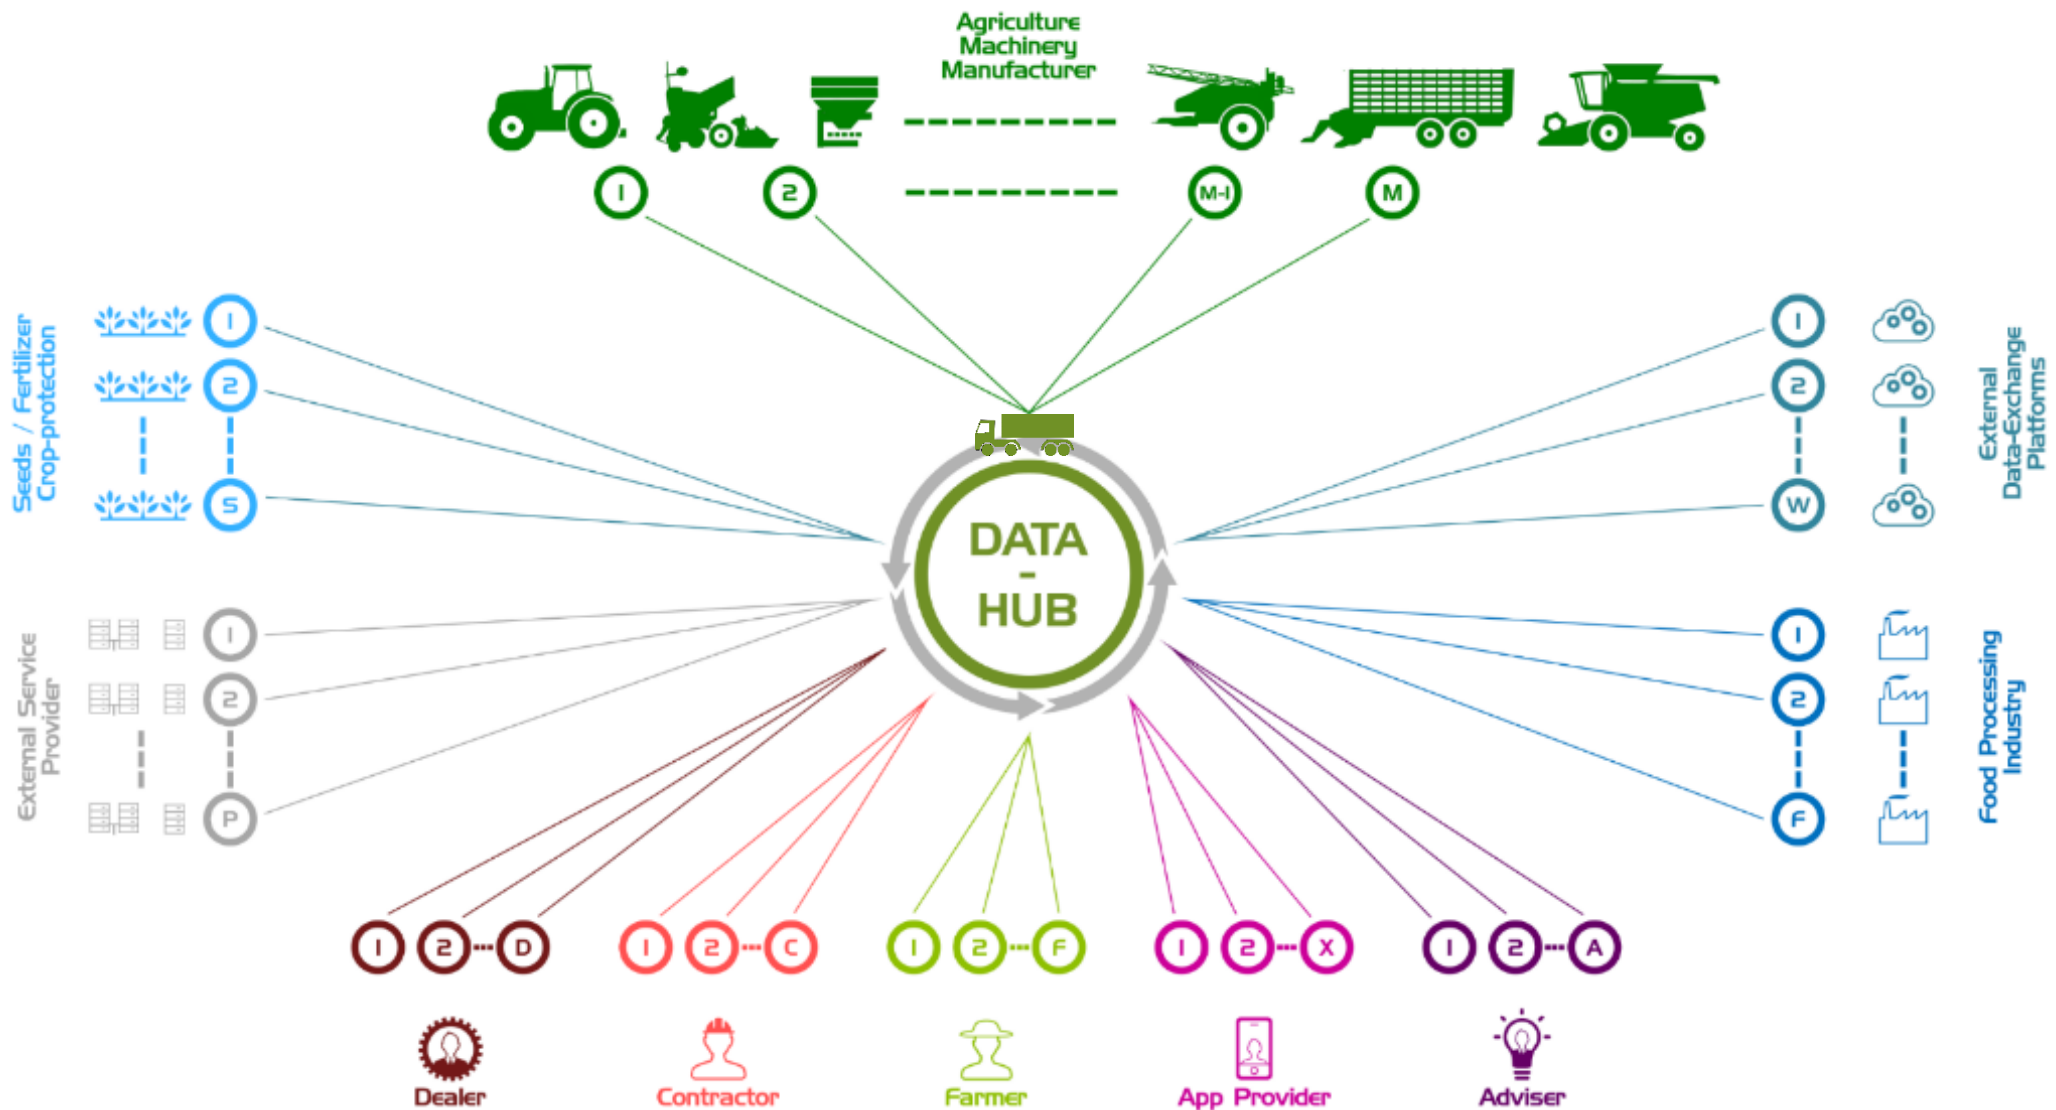 Agriculture
Machinery
Manufacturer
1 2 M-1 M
Seeds / Fertilizer
Crop-protection
1
2
S
External
Data-Exchange
Platforms
1
2
W
DATA
-
HUB
External Service
Provider
1
2
P
Food Processing
Industry
1
2
F
1 2 D
1 2 C
1 2 F
1 2 X
1 2 A
Dealer
Contractor
Farmer
App Provider
Adviser